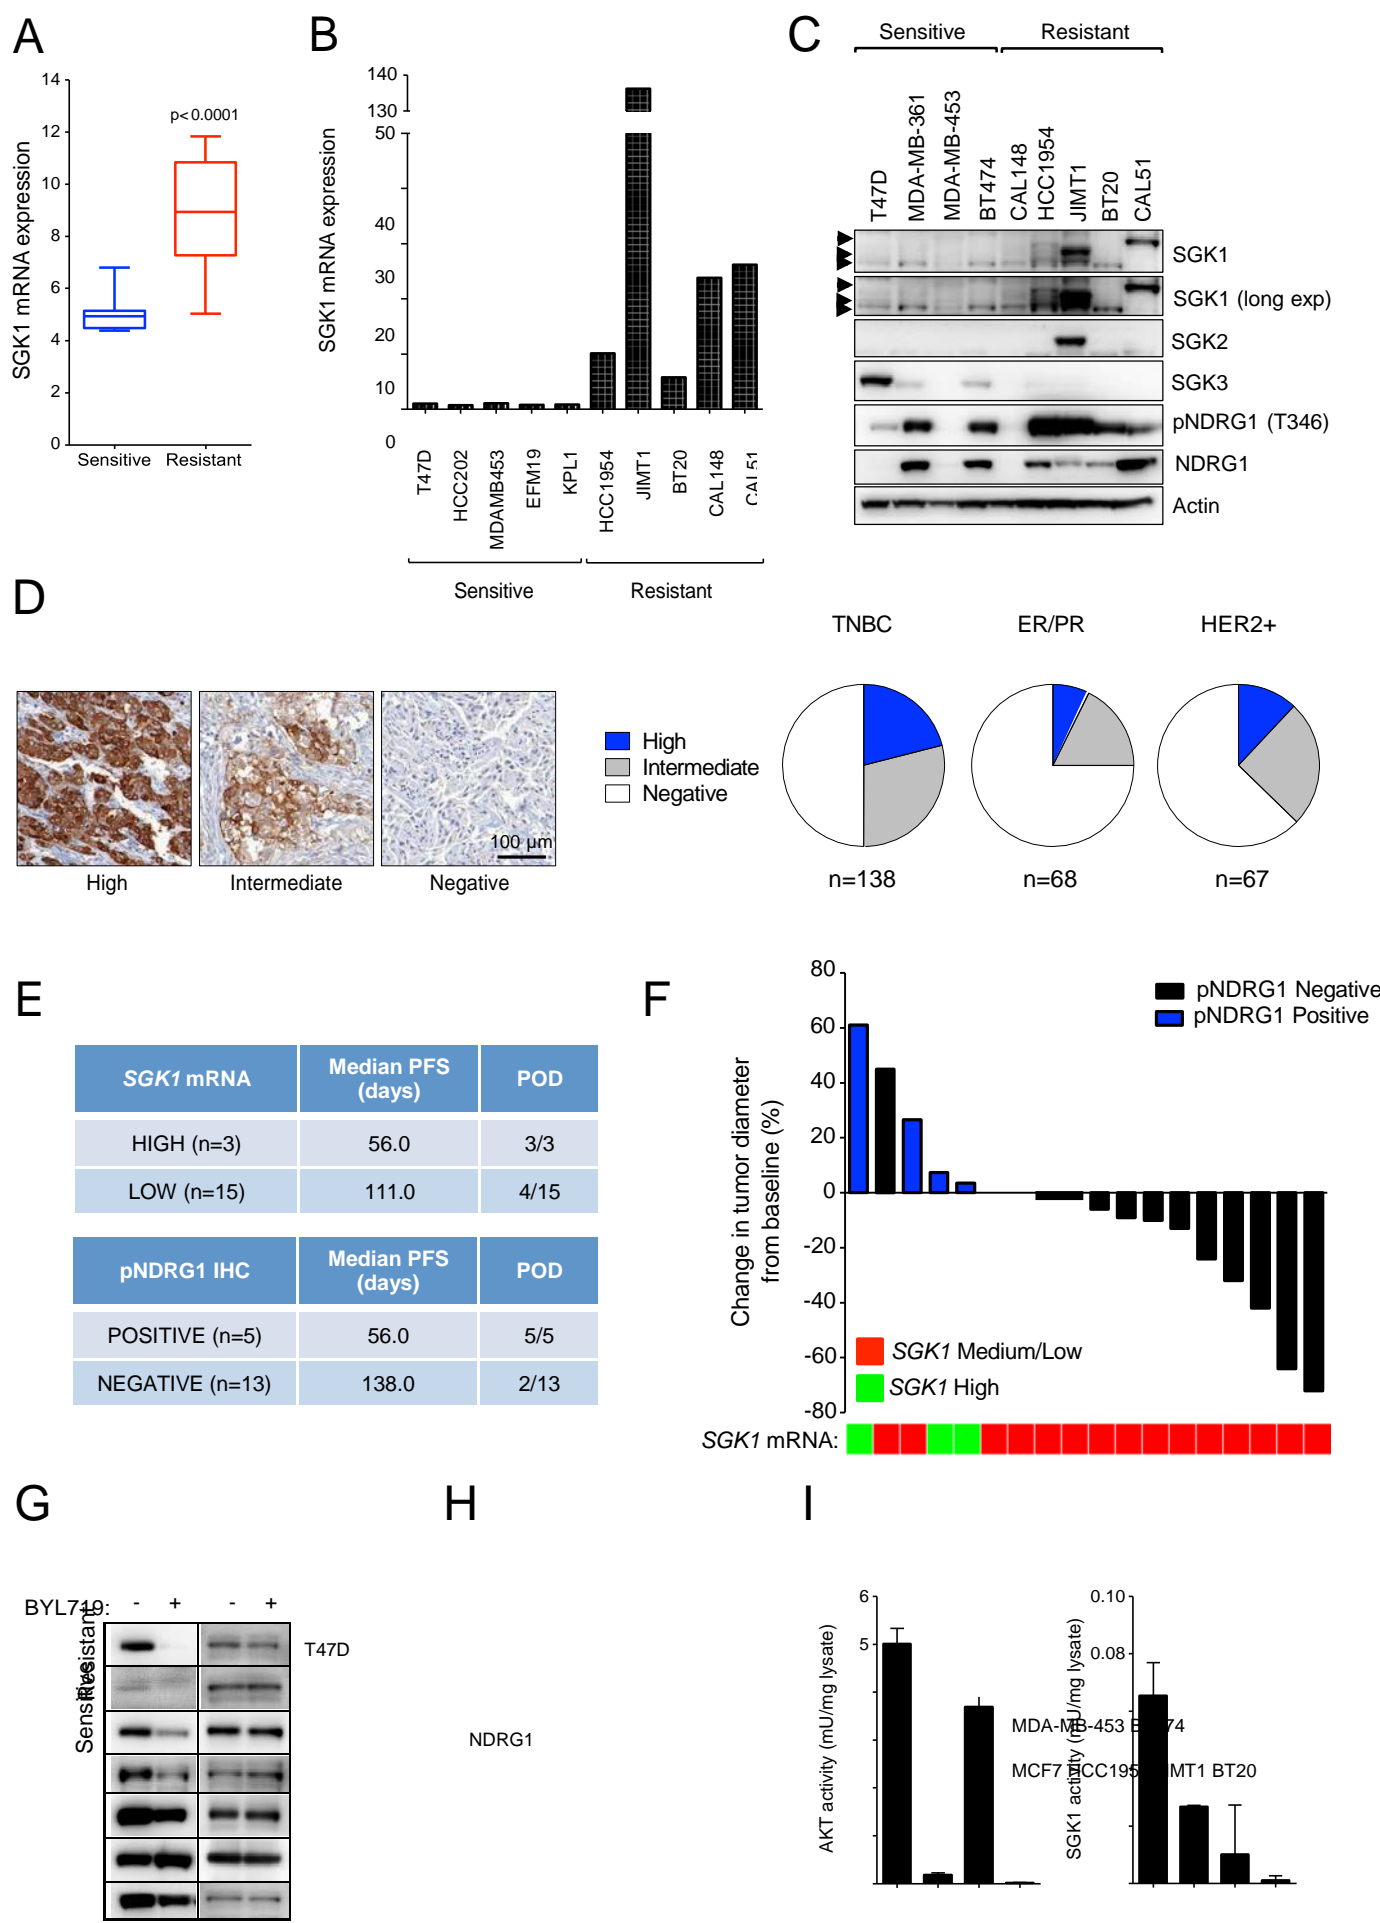 A
14
12
10
8
6
4
2
0
SGK1 mRNA expression
p<0.0001
Sensitive Resistant
B
140
130
50
40
30
20
10
0
SGK1 mRNA expression
T47D
HCC202
MDAMB453
EFM19
KPL1
HCC1954
JIMT1
BT20
CAL148
CAL51
Sensitive Resistant
C
Sensitive Resistant
T47D
MDA-MB-361
MDA-MB-453
BT474
CAL148
HCC1954
JIMT1
BT20
CAL51
SGK1
SGK1 (long exp)
SGK2
SGK3
pNDRG1 (T346)
NDRG1
Actin
D
100 µm
High Intermediate Negative
High
Intermediate
Negative
TNBC ER/PR HER2+
n=138 n=68 n=67
E
SGK1 mRNA Median PFS (days) POD
HIGH (n=3) 56.0 3/3
LOW (n=15) 111.0 4/15
pNDRG1 IHC Median PFS (days) POD
POSITIVE (n=5) 56.0 5/5
NEGATIVE (n=13) 138.0 2/13
F
80
60
40
20
0
-20
-40
-60
-80
Change in tumor diameter
from baseline (%)
pNDRG1 Negative
pNDRG1 Positive
SGK1 Medium/Low
SGK1 High
SGK1 mRNA:
G
BYL719: - + - +
Sensitive
Resistant
T47D
H
NDRG1
I
6
5
AKT activity (mU/mg lysate)
0.10
0.08
SGK1 activity (mU/mg lysate)
MDA-MB-453
MCF7
BT20